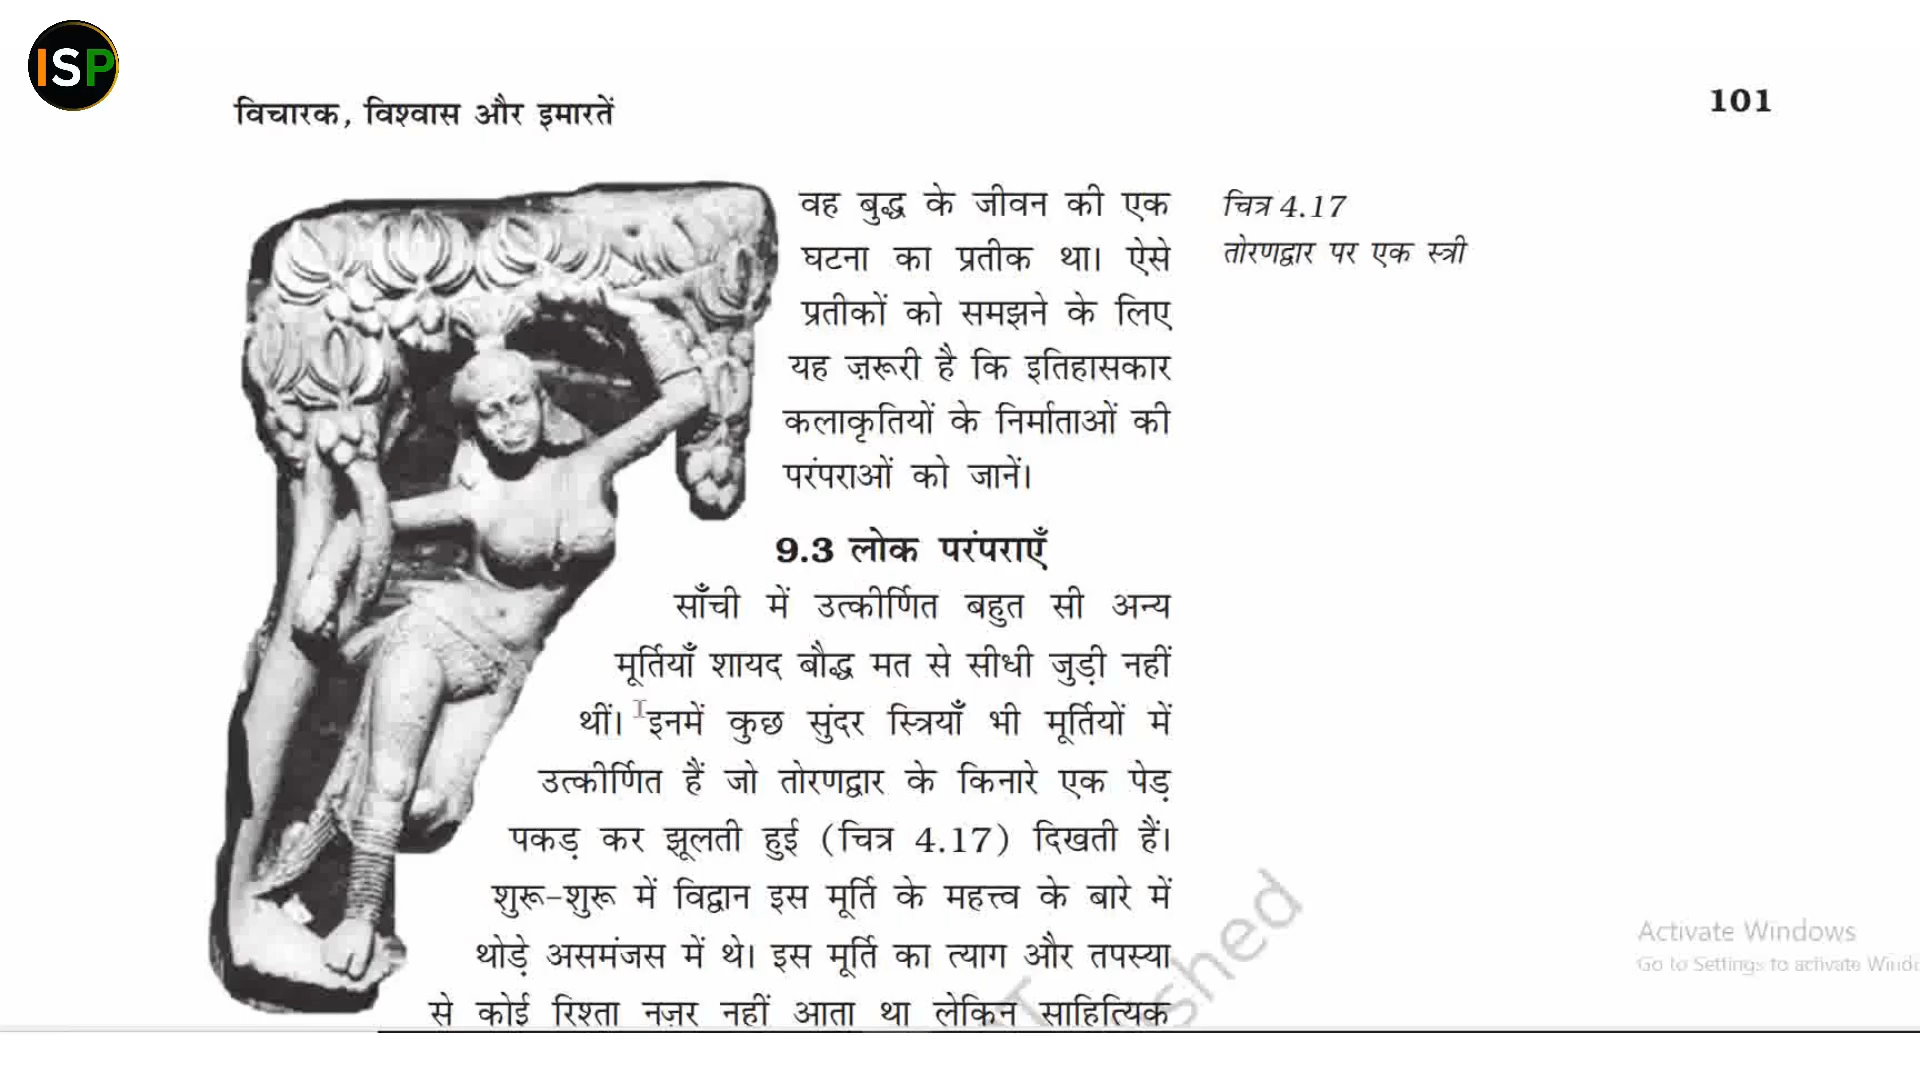 ISP
विचारक, विश्वास और इमारतें
101
वह बुद्ध के जीवन की एक
घटना का प्रतीक था। ऐसे
प्रतीकों को समझने के लिए
यह ज़रूरी है कि इतिहासकार
कलाकृतियों के निर्माताओं की
परंपराओं को जानें।
चित्र 4.17
तोरणद्वार पर एक स्त्री
9.3 लोक परंपराएँ
साँची में उत्कीर्णित बहुत सी अन्य
मूर्तियाँ शायद बौद्ध मत से सीधी जुड़ी नहीं
थीं। इनमें कुछ सुंदर स्त्रियाँ भी मूर्तियों में
उत्कीर्णित हैं जो तोरणद्वार के किनारे एक पेड़
पकड़ कर झूलती हुई (चित्र 4.17) दिखती हैं।
शुरू-शुरू में विद्वान इस मूर्ति के महत्त्व के बारे में
थोड़े असमंजस में थे। इस मूर्ति का त्याग और तपस्या
से कोई रिश्ता नज़र नहीं आता था लेकिन साहित्यिक
Activate Windows
Go to Settings to activate